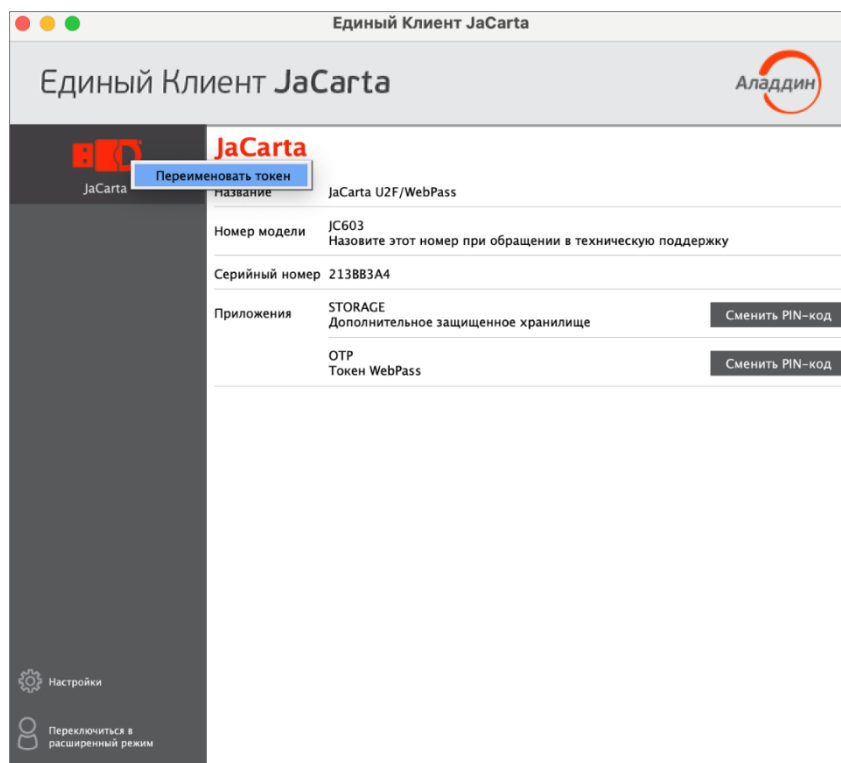 Единый Клиент JaCarta
Единый Клиент JaCarta
Аладдин
JaCarta
JaCarta
Переименовать токен
Название JaCarta U2F/WebPass
Номер модели JC603
Назовите этот номер при обращении в техническую поддержку
Серийный номер 213BB3A4
Приложения STORAGE
Дополнительное защищенное хранилище
Сменить PIN-код
OTP
Токен WebPass
Сменить PIN-код
Настройки
Переключиться в
расширенный режим